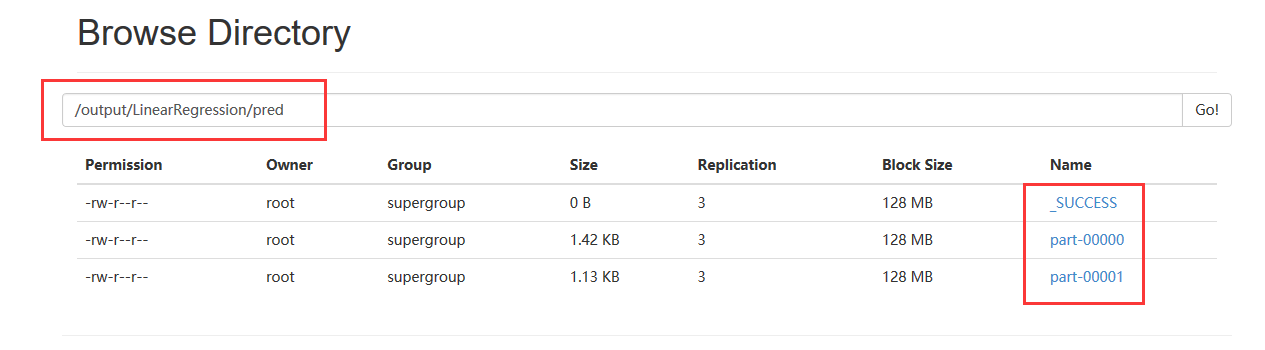 Browse Directory
/output/LinearRegression/pred Go!
Permission Owner Group Size Replication Block Size Name
-rw-r--r-- root supergroup 0 B 3 128 MB _SUCCESS
-rw-r--r-- root supergroup 1.42 KB 3 128 MB part-00000
-rw-r--r-- root supergroup 1.13 KB 3 128 MB part-00001